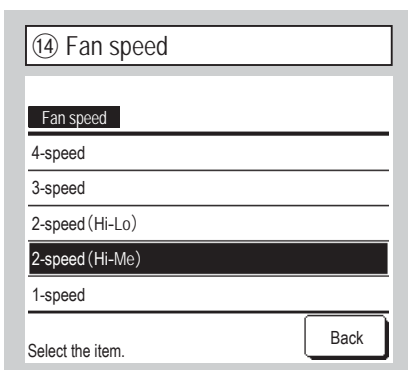 ⑭ Fan speed
Fan speed
4-speed
3-speed
2-speed(Hi-Lo)
2-speed(Hi-Me)
1-speed
Select the item.
Back